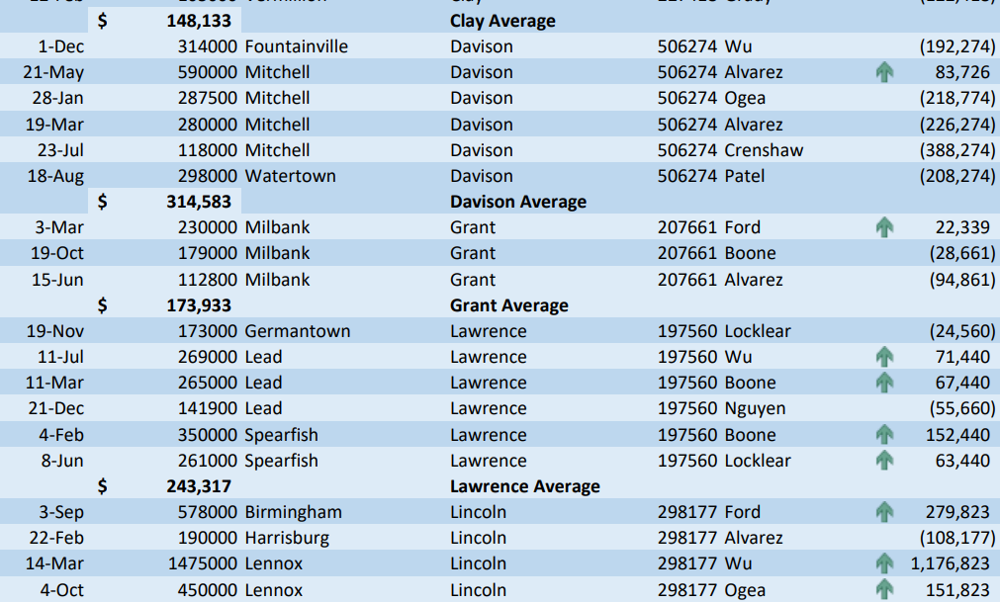 $ 148,133 Clay Average
1-Dec 314000 Fountainville Davison 506274 Wu (192,274)
21-May 590000 Mitchell Davison 506274 Alvarez 83,726
28-Jan 287500 Mitchell Davison 506274 Ogea (218,774)
19-Mar 280000 Mitchell Davison 506274 Alvarez (226,274)
23-Jul 118000 Mitchell Davison 506274 Crenshaw (388,274)
18-Aug 298000 Watertown Davison 506274 Patel (208,274)
$ 314,583 Davison Average
3-Mar 230000 Milbank Grant 207661 Ford 22,339
19-Oct 179000 Milbank Grant 207661 Boone (28,661)
15-Jun 112800 Milbank Grant 207661 Alvarez (94,861)
$ 173,933 Grant Average
19-Nov 173000 Germantown Lawrence 197560 Locklear (24,560)
11-Jul 269000 Lead Lawrence 197560 Wu 71,440
11-Mar 265000 Lead Lawrence 197560 Boone 67,440
21-Dec 141900 Lead Lawrence 197560 Nguyen (55,660)
4-Feb 350000 Spearfish Lawrence 197560 Boone 152,440
8-Jun 261000 Spearfish Lawrence 197560 Locklear 63,440
$ 243,317 Lawrence Average
3-Sep 578000 Birmingham Lincoln 298177 Ford 279,823
22-Feb 190000 Harrisburg Lincoln 298177 Alvarez (108,177)
14-Mar 1475000 Lennox Lincoln 298177 Wu 1,176,823
4-Oct 450000 Lennox Lincoln 298177 Ogea 151,823